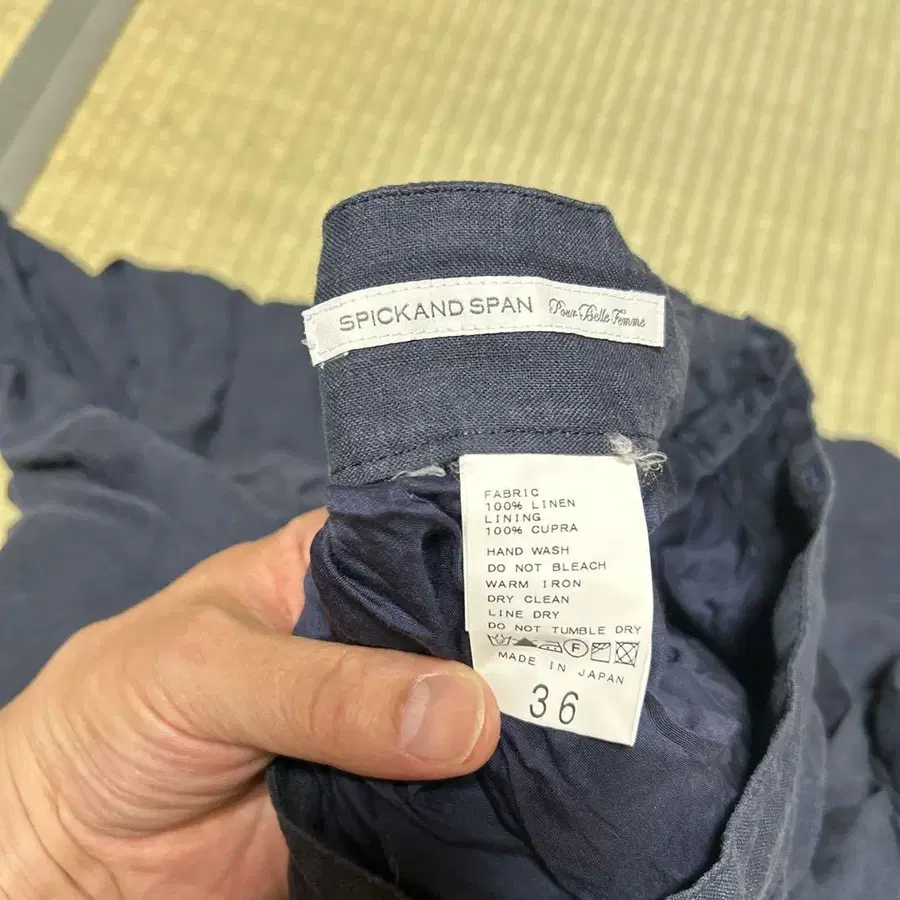 SPICKAND SPAN Pour Belle Femme
FABRIC
100% LINEN
LINING
100% CUPRA
HAND WASH
DO NOT BLEACH
WARM IRON
DRY CLEAN
LINE DRY
DO NOT TUMBLE DRY
F
MADE IN JAPAN
36